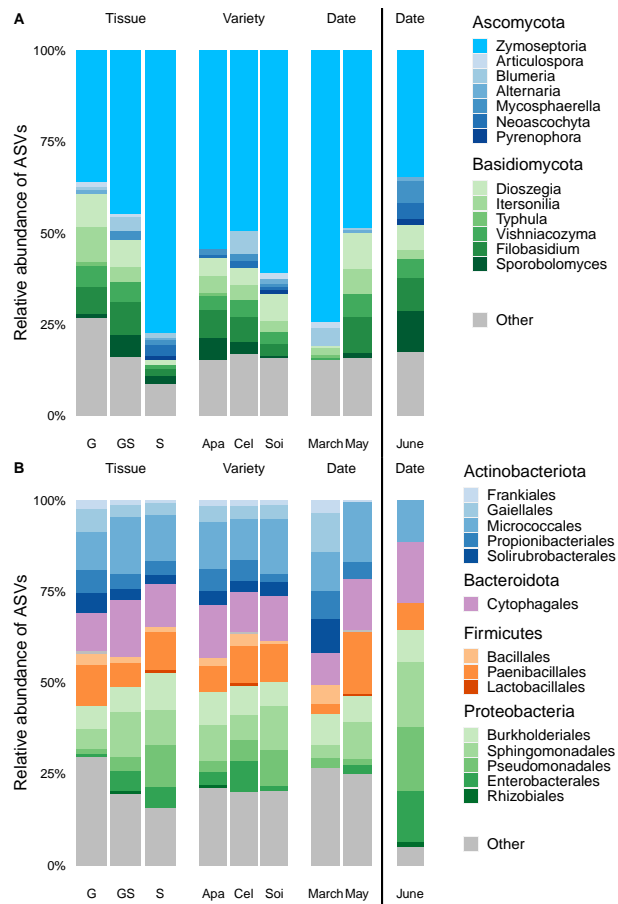 A
Tissue
Variety
Date
Date
Relative abundance of ASVs
100%
75%
50%
25%
0%
G
GS
S
Apa
Cel
Soi
March
May
June
Ascomycota
Zymoseptoria
Articulospora
Blumeria
Alternaria
Mycosphaerella
Neoascochyta
Pyrenophora
Basidiomycota
Dioszegia
Itersonilia
Typhula
Vishniacozyma
Filobasidium
Sporobolomyces
Other
B
Tissue
Variety
Date
Date
Relative abundance of ASVs
100%
75%
50%
25%
0%
G
GS
S
Apa
Cel
Soi
March
May
June
Actinobacteriota
Frankiales
Gaiellales
Micrococcales
Propionibacteriales
Solirubrobacterales
Bacteroidota
Cytophagales
Firmicutes
Bacillales
Paenibacillales
Lactobacillales
Proteobacteria
Burkholderiales
Sphingomonadales
Pseudomonadales
Enterobacterales
Rhizobiales
Other